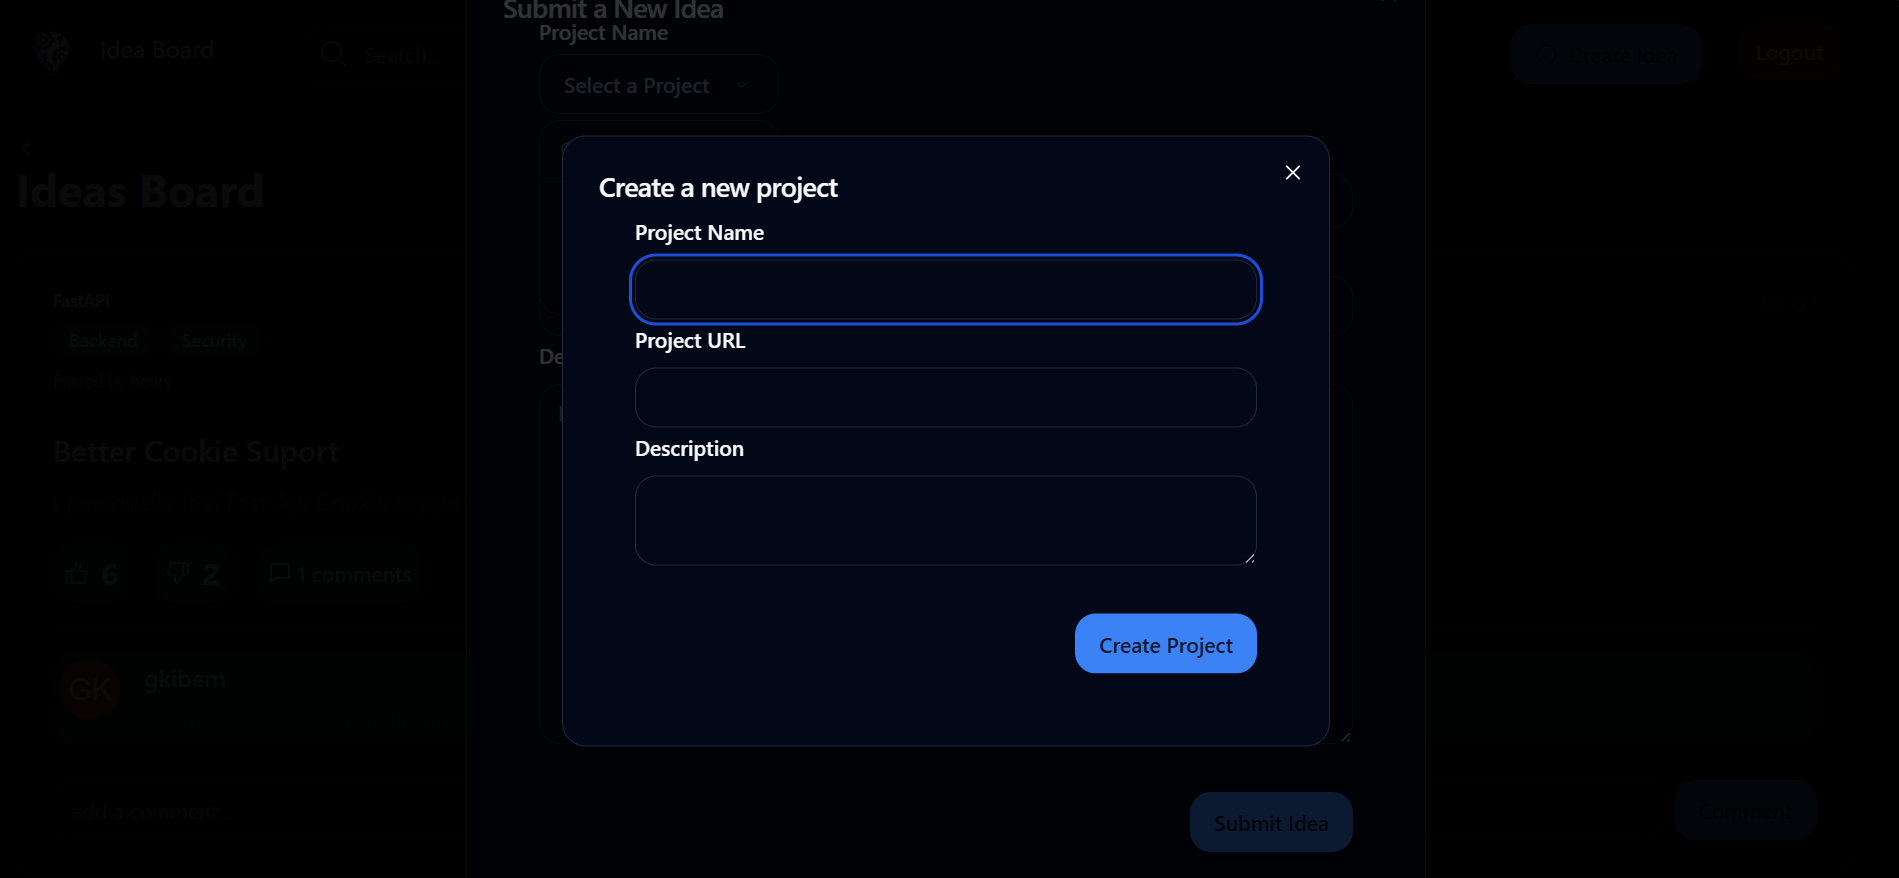 Submit a New Idea
Project Name
Idea Board
Search...
Create Idea
Logout
Select a Project
Create a new project
Ideas Board
Project Name
FastAPI
Project URL
Backend
Security
De
Posted by henry
Description
Better Cookie Suport
I personally feel Fast Api Cookie suppor
6
2
1 comments
Create Project
GK
gkibem
add a comment...
Comment
Submit Idea